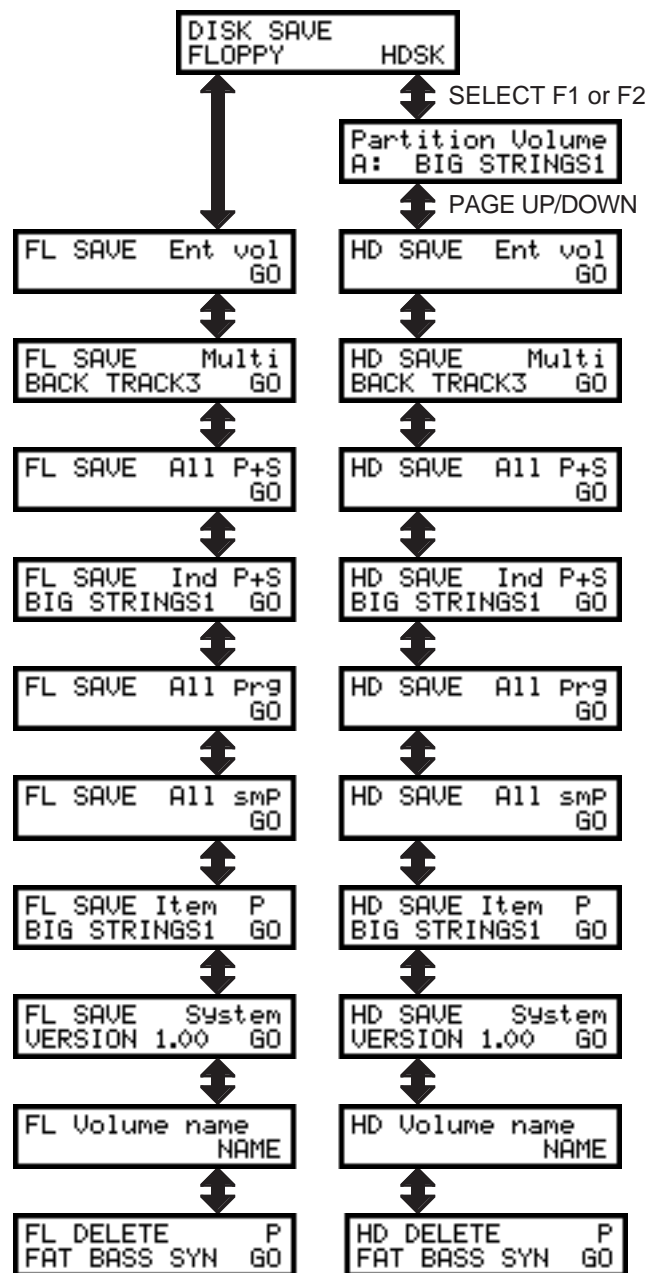 DISK SAVE
FLOPPY HDSK
SELECT F1 or F2
Partition Volume
A: BIG STRINGS1
PAGE UP/DOWN
FL SAVE Ent vol
GO
HD SAVE Ent vol
GO
FL SAVE Multi
BACK TRACK3 GO
HD SAVE Multi
BACK TRACK3 GO
FL SAVE All P+S
GO
HD SAVE All P+S
GO
FL SAVE Ind P+S
BIG STRINGS1 GO
HD SAVE Ind P+S
BIG STRINGS1 GO
FL SAVE All prg
GO
HD SAVE All prg
GO
FL SAVE All smp
GO
HD SAVE All smp
GO
FL SAVE Item P
BIG STRINGS1 GO
HD SAVE Item P
BIG STRINGS1 GO
FL SAVE System
VERSION 1.00 GO
HD SAVE System
VERSION 1.00 GO
FL Volume name
NAME
HD Volume name
NAME
FL DELETE P
FAT BASS SYN GO
HD DELETE P
FAT BASS SYN GO